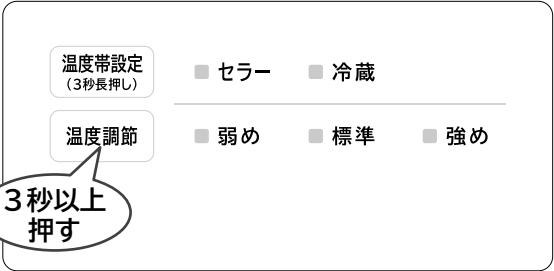 温度帯設定
（3秒長押し）
セラー 冷蔵
温度調節
弱め 標準 強め
3秒以上
押す